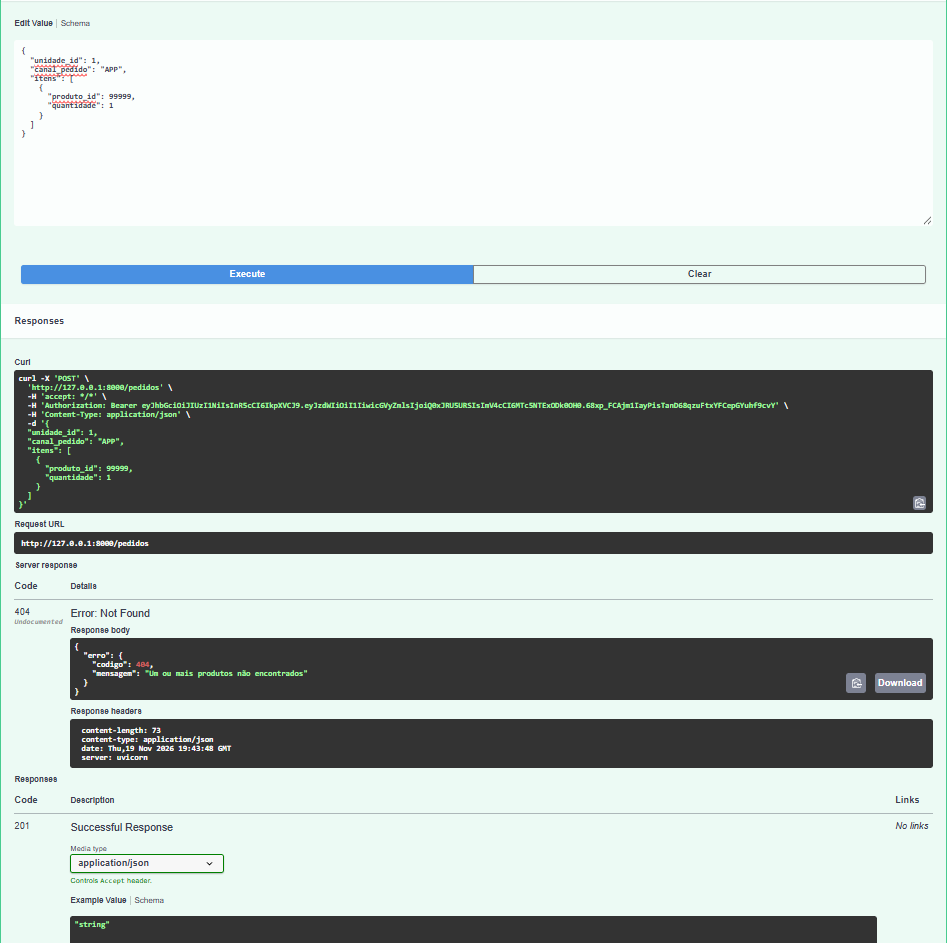 Edit Value | Schema
{
"unidade_id": 1,
"canal_pedido": "APP",
"itens": [
{
"produto_id": 99999,
"quantidade": 1
}
]
}
Execute
Clear
Responses
Curl
curl -X 'POST' \
'http://127.0.0.1:8000/pedidos' \
-H 'accept: */*' \
-H 'Authorization: Bearer \
-H 'Content-Type: application/json' \
-d '{
"unidade_id": 1,
"canal_pedido": "APP",
"itens": [
{
"produto_id": 99999,
"quantidade": 1
}
]
}'
Request URL
http://127.0.0.1:8000/pedidos
Server response
Code Details
404 Error: Not Found
Undocumented
Response body
{
"erro": {
"codigo": 404,
"mensagem": "Um ou mais produtos não encontrados"
}
}
Download
Response headers
content-length: 73
content-type: application/json
date: Thu,19 Nov 2026 19:43:48 GMT
server: uvicorn
Responses
Code Description Links
201 Successful Response No links
Media type
application/json
Controls Accept header.
Example Value | Schema
"string"